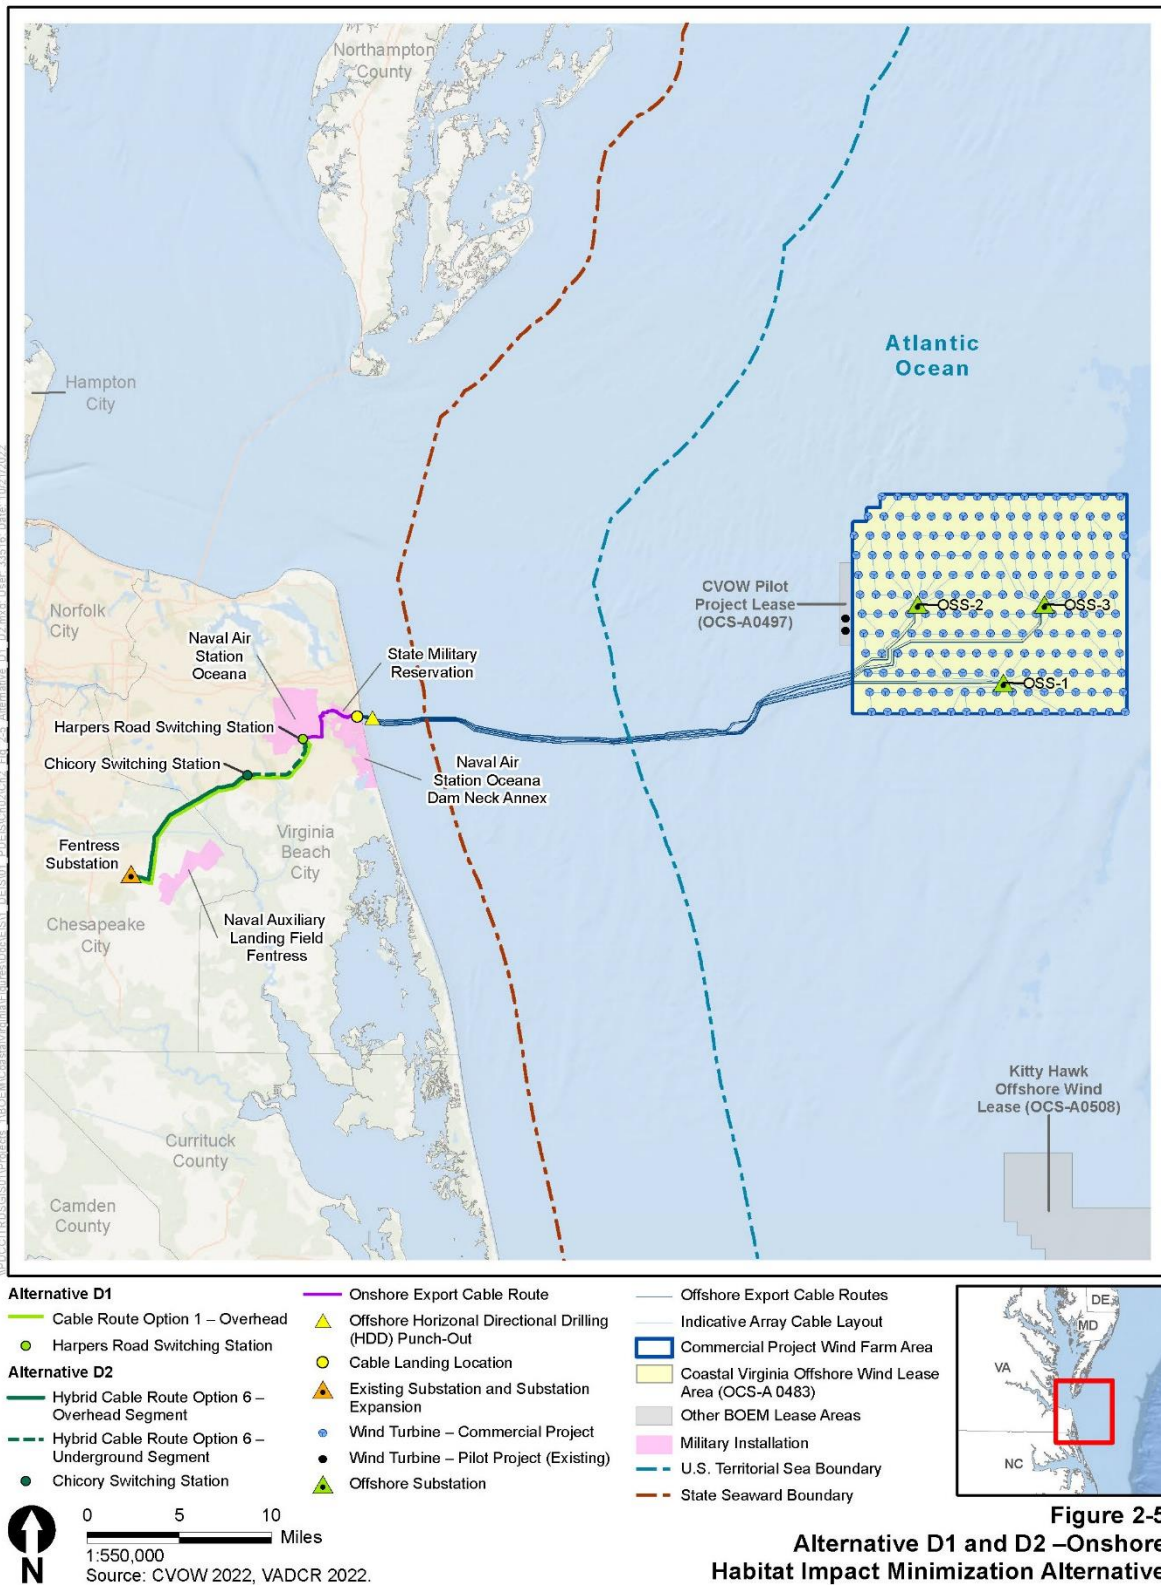 Northampton
County
Atlantic
Ocean
Hampton
City
CVOW Pilot
Project Lease
(OCS-A0497)
OSS-2
OSS-3
OSS-1
Norfolk
City
Naval Air
Station
Oceana
State Military
Reservation
Harpers Road Switching Station
Chicory Switching Station
Naval Air
Station Oceana
Dam Neck Annex
Fentress
Substation
Virginia
Beach
City
Chesapeake
City
Naval Auxiliary
Landing Field
Fentress
Kitty Hawk
Offshore Wind
Lease (OCS-A0508)
Currituck
County
Camden
County
Alternative D1
Cable Route Option 1 – Overhead
Harpers Road Switching Station
Alternative D2
Hybrid Cable Route Option 6 –
Overhead Segment
Hybrid Cable Route Option 6 –
Underground Segment
Chicory Switching Station
Onshore Export Cable Route
Offshore Horizonal Directional Drilling
(HDD) Punch-Out
Cable Landing Location
Existing Substation and Substation
Expansion
Wind Turbine – Commercial Project
Wind Turbine – Pilot Project (Existing)
Offshore Substation
Offshore Export Cable Routes
Indicative Array Cable Layout
Commercial Project Wind Farm Area
Coastal Virginia Offshore Wind Lease
Area (OCS-A 0483)
Other BOEM Lease Areas
Military Installation
U.S. Territorial Sea Boundary
State Seaward Boundary
DE
MD
VA
NC
N
0 5 10
Miles
1:550,000
Source: CVOW 2022, VADCR 2022.
Figure 2-5
Alternative D1 and D2 –Onshore
Habitat Impact Minimization Alternative